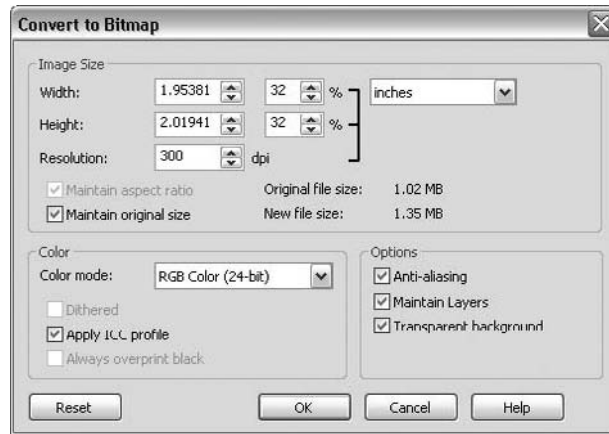 Convert to Bitmap
Image Size
Width: 1.95381 32 % inches
Height: 2.01941 32 %
Resolution: 300 dpi
Maintain aspect ratio Original file size: 1.02 MB
Maintain original size New file size: 1.35 MB
Color
Color mode: RGB Color (24-bit)
Dithered
Apply ICC profile
Always overprint black
Options
Anti-aliasing
Maintain Layers
Transparent background
Reset OK Cancel Help